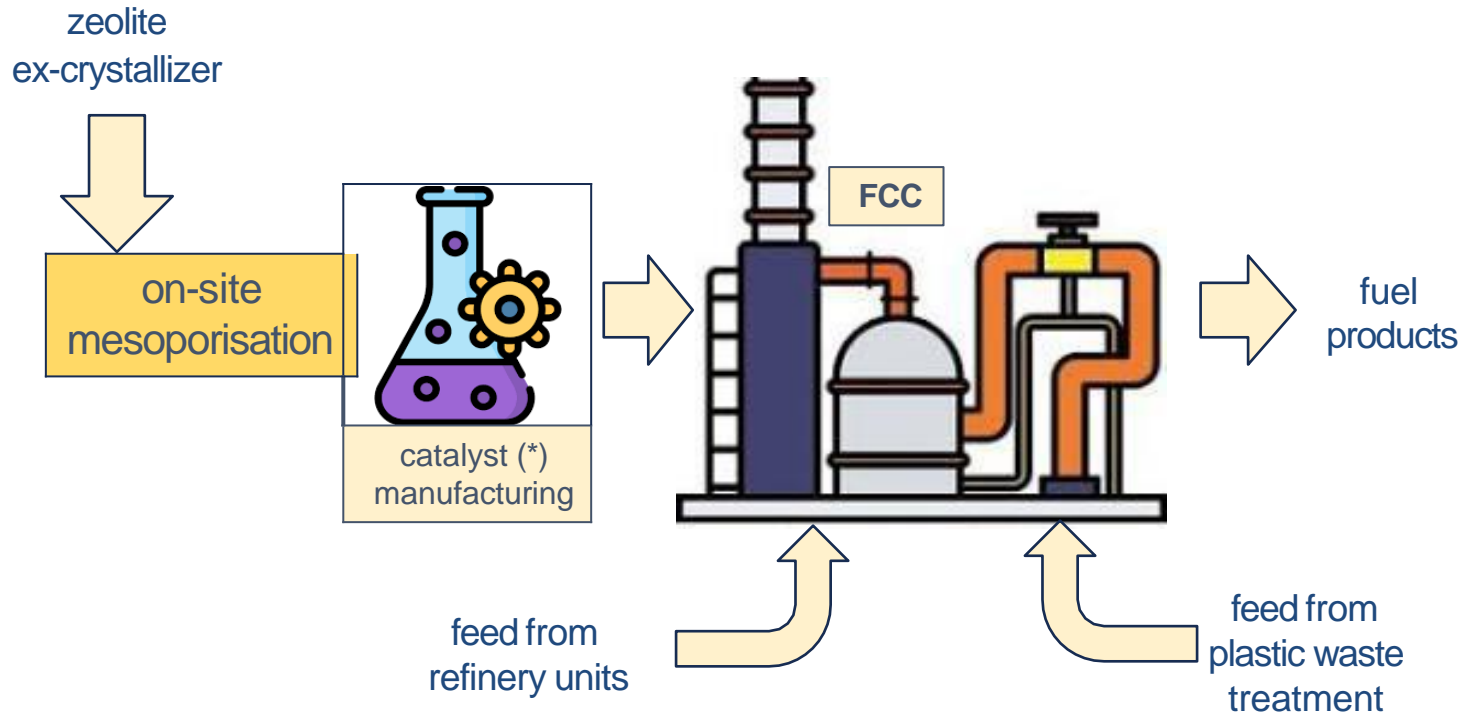 zeolite
ex-crystallizer
on-site
mesoporisation
catalyst (*)
manufacturing
FCC
fuel
products
feed from
refinery units
feed from
plastic waste
treatment